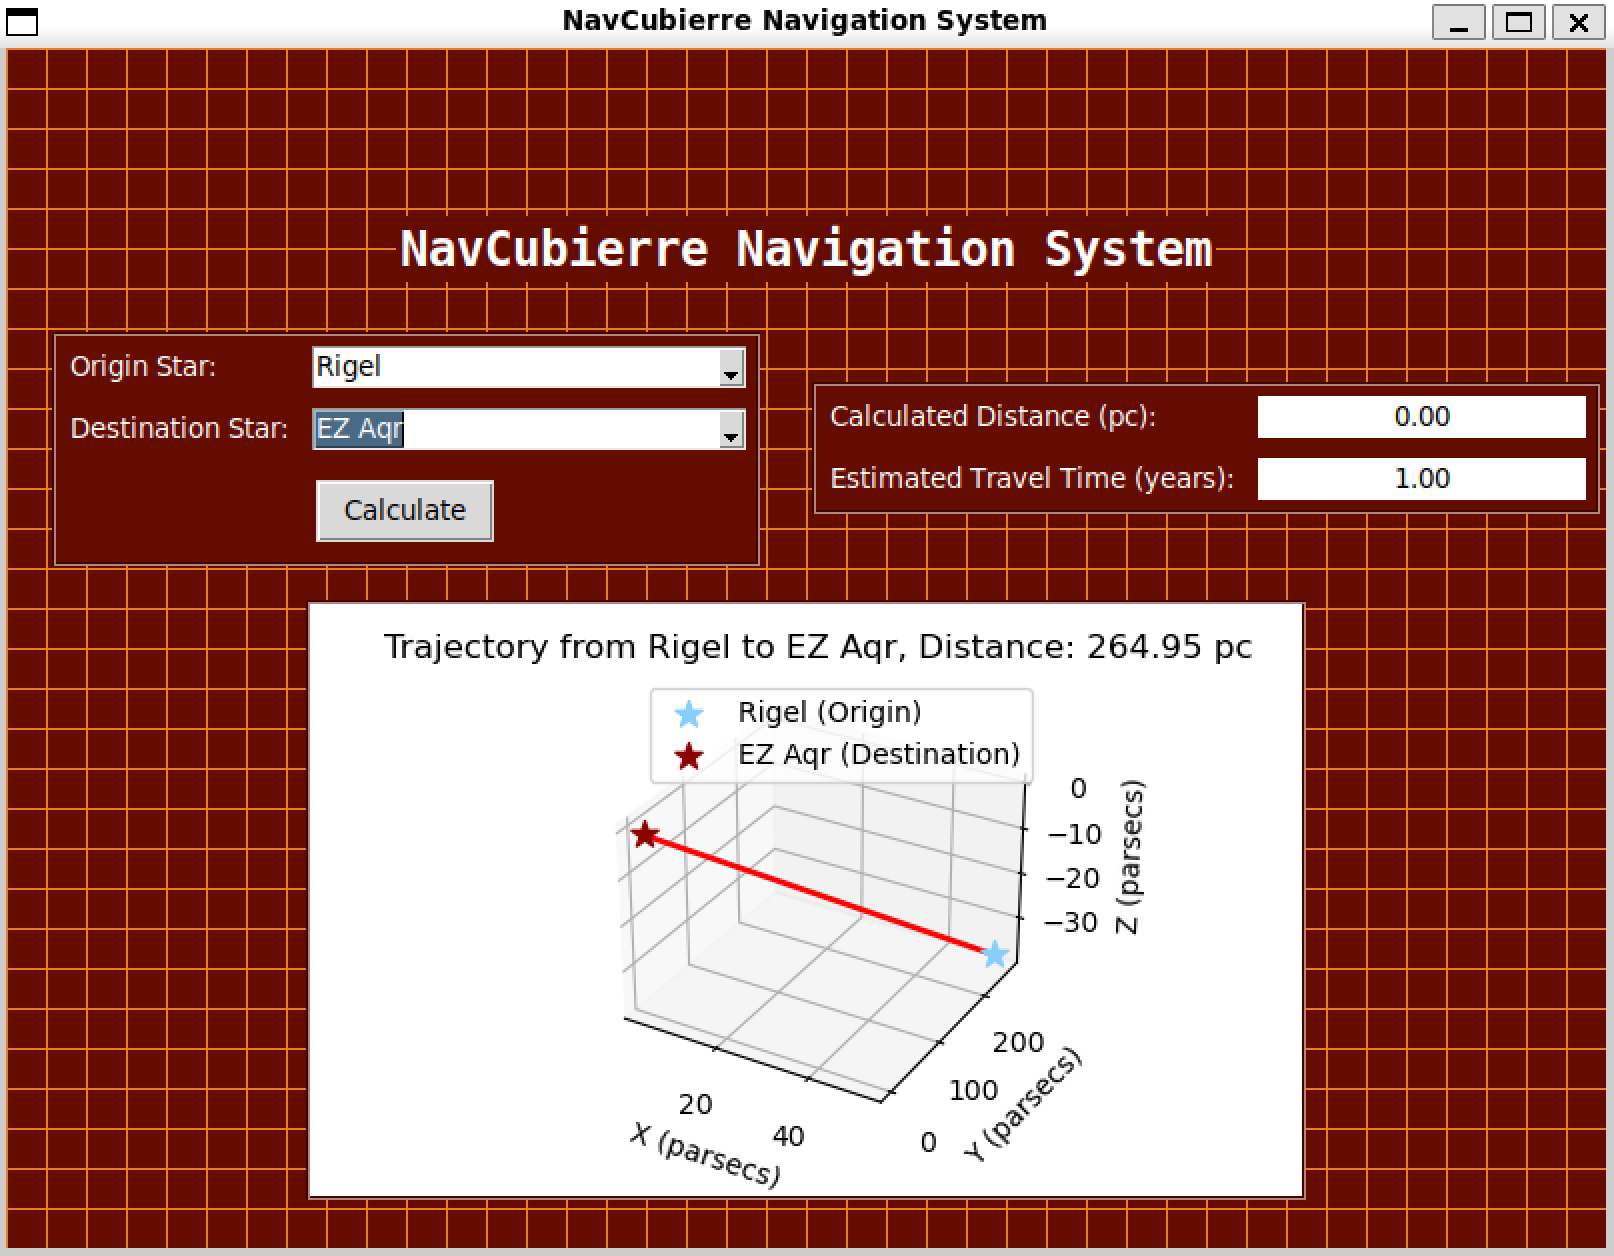 NavCubierre Navigation System
NavCubierre Navigation System
Origin Star: Rigel
Destination Star: EZ Aqr
Calculate
Calculated Distance (pc): 0.00
Estimated Travel Time (years): 1.00
Trajectory from Rigel to EZ Aqr, Distance: 264.95 pc
Rigel (Origin)
EZ Aqr (Destination)
0
−10
−20
−30
Z (parsecs)
200
100
0
Y (parsecs)
20
40
X (parsecs)